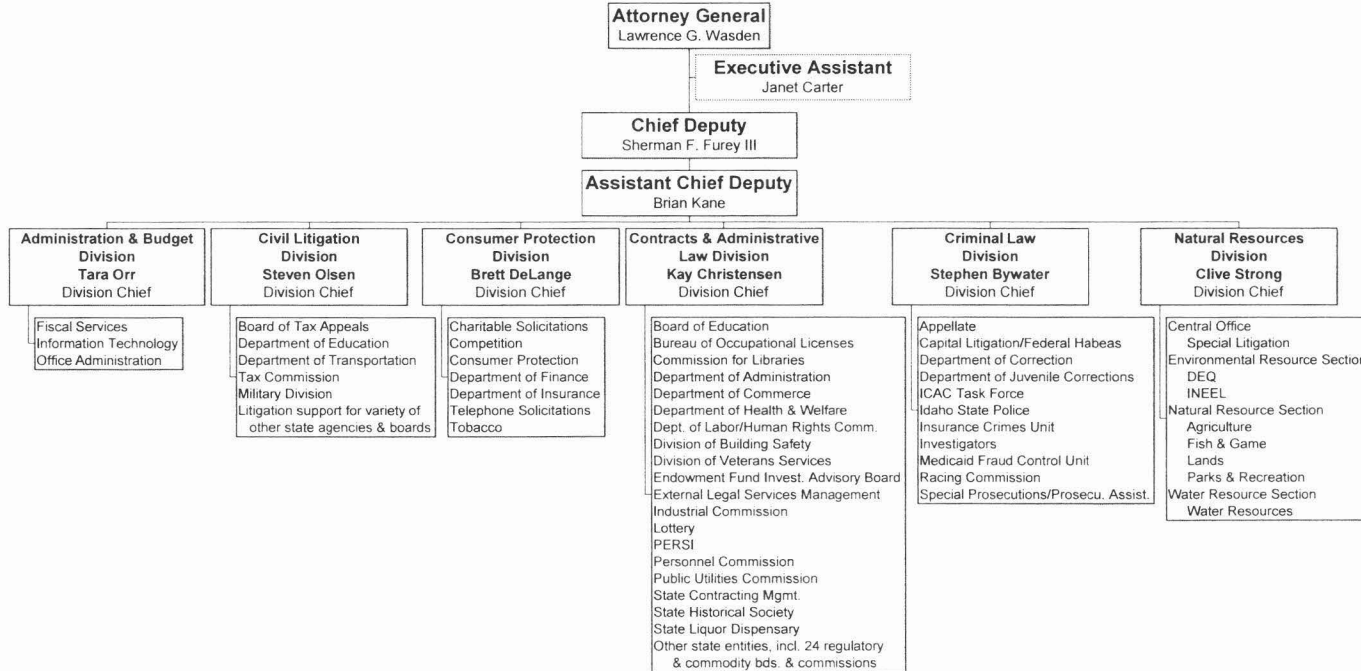 Attorney General
Lawrence G. Wasden
Executive Assistant
Janet Carter
Chief Deputy
Sherman F. Furey III
Assistant Chief Deputy
Brian Kane
Administration & Budget
Division
Tara Orr
Division Chief
Fiscal Services
Information Technology
Office Administration
Civil Litigation
Division
Steven Olsen
Division Chief
Board of Tax Appeals
Department of Education
Department of Transportation
Tax Commission
Military Division
Litigation support for variety of
other state agencies & boards
Consumer Protection
Division
Brett DeLange
Division Chief
Charitable Solicitations
Competition
Consumer Protection
Department of Finance
Department of Insurance
Telephone Solicitations
Tobacco
Contracts & Administrative
Law Division
Kay Christensen
Division Chief
Board of Education
Bureau of Occupational Licenses
Commission for Libraries
Department of Administration
Department of Commerce
Department of Health & Welfare
Dept. of Labor/Human Rights Comm.
Division of Building Safety
Division of Veterans Services
Endowment Fund Invest. Advisory Board
External Legal Services Management
Industrial Commission
Lottery
PERSI
Personnel Commission
Public Utilities Commission
State Contracting Mgmt.
State Historical Society
State Liquor Dispensary
Other state entities, incl. 24 regulatory
& commodity bds. & commissions
Criminal Law
Division
Stephen Bywater
Division Chief
Appellate
Capital Litigation/Federal Habeas
Department of Correction
Department of Juvenile Corrections
ICAC Task Force
Idaho State Police
Insurance Crimes Unit
Investigators
Medicaid Fraud Control Unit
Racing Commission
Special Prosecutions/Prosecu. Assist.
Natural Resources
Division
Clive Strong
Division Chief
Central Office
Special Litigation
Environmental Resource Section
DEQ
INEEL
Natural Resource Section
Agriculture
Fish & Game
Lands
Parks & Recreation
Water Resource Section
Water Resources